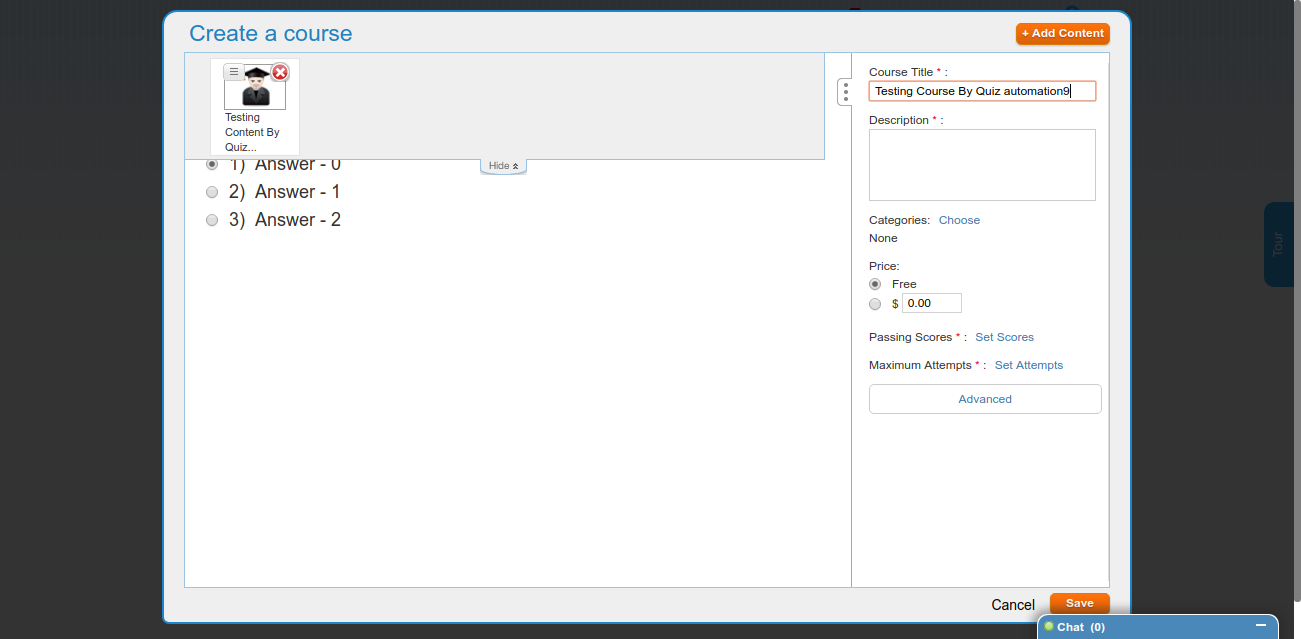 Create a course
+ Add Content
Testing
Content By
Quiz...
1) Answer - 0
2) Answer - 1
3) Answer - 2
Hide
Course Title * :
Testing Course By Quiz automation9
Description * :
Categories: Choose
None
Price:
Free
$ 0.00
Passing Scores * : Set Scores
Maximum Attempts * : Set Attempts
Advanced
Tour
Cancel
Save
Chat (0)